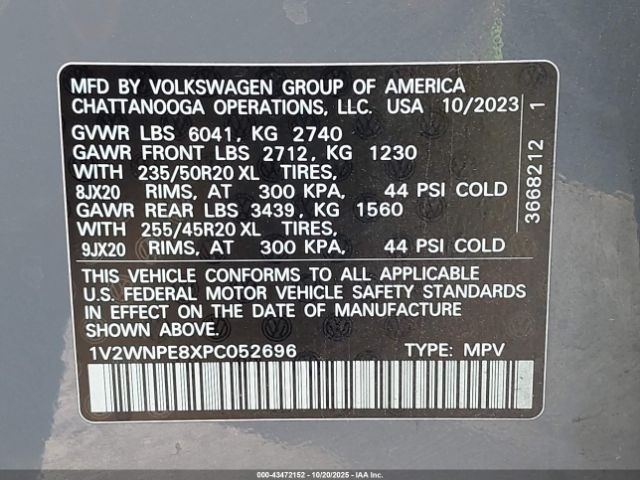 MFD BY VOLKSWAGEN GROUP OF AMERICA
CHATTANOOGA OPERATIONS, LLC. USA 10/2023
GVWR LBS 6041, KG 2740
GAWR FRONT LBS 2712, KG 1230
WITH 235/50R20 XL TIRES,
8JX20 RIMS, AT 300 KPA, 44 PSI COLD
GAWR REAR LBS 3439, KG 1560
WITH 255/45R20 XL TIRES,
9JX20 RIMS, AT 300 KPA, 44 PSI COLD
THIS VEHICLE CONFORMS TO ALL APPLICABLE
U.S. FEDERAL MOTOR VEHICLE SAFETY STANDARDS
IN EFFECT ON THE DATE OF MANUFACTURE
SHOWN ABOVE
1V2WNPE8XPC052696 TYPE: MPV
3668212 1
000-43472152 - 10/20/2025 - IAAI.COM